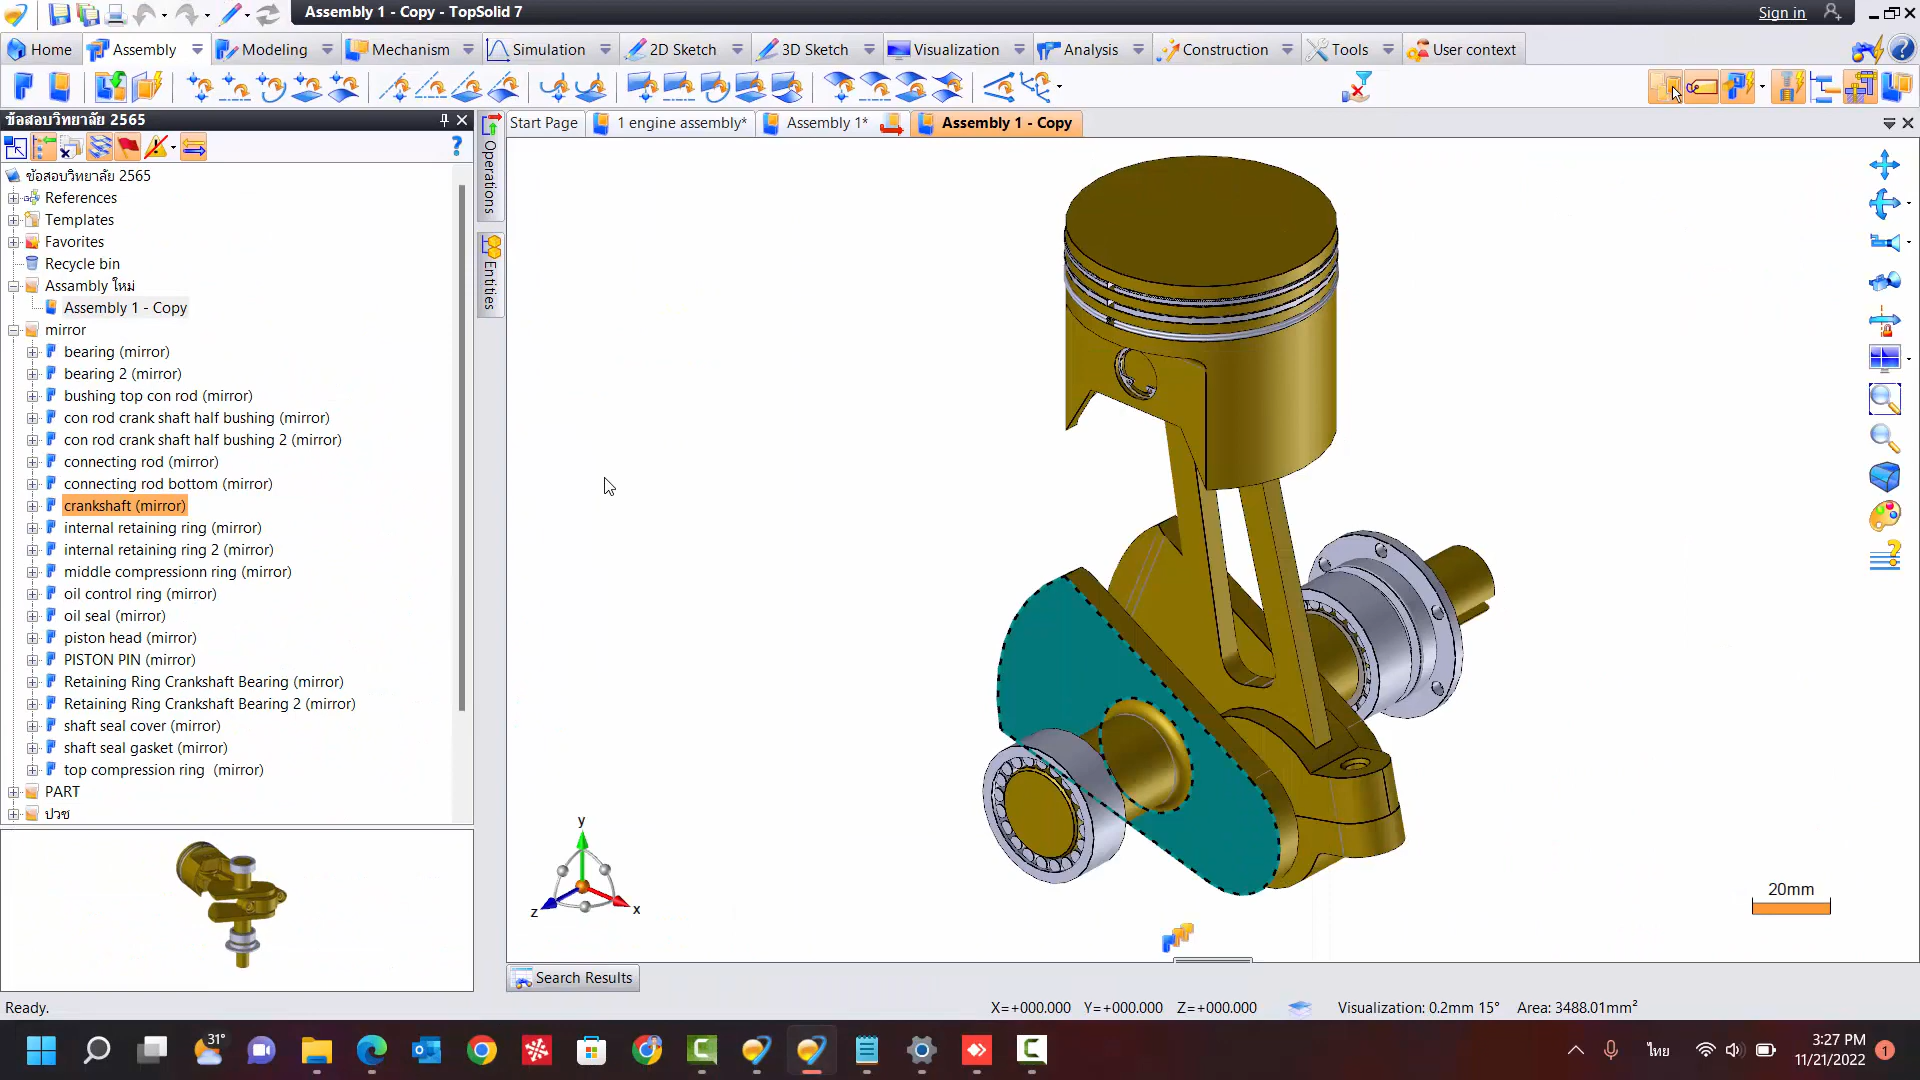 Assembly 1 - Copy - TopSolid 7
Sign in
Home
Assembly
Modeling
Mechanism
Simulation
2D Sketch
3D Sketch
Visualization
Analysis
Construction
Tools
User context
ข้อสอบวิทยาลัย 2565
Start Page
1 engine assembly*
Assembly 1*
Assembly 1 - Copy
Operations
Entities
ข้อสอบวิทยาลัย 2565
References
Templates
Favorites
Recycle bin
Assambly ใหม่
Assembly 1 - Copy
mirror
bearing (mirror)
bearing 2 (mirror)
bushing top con rod (mirror)
con rod crank shaft half bushing (mirror)
con rod crank shaft half bushing 2 (mirror)
connecting rod (mirror)
connecting rod bottom (mirror)
crankshaft (mirror)
internal retaining ring (mirror)
internal retaining ring 2 (mirror)
middle compressionn ring (mirror)
oil control ring (mirror)
oil seal (mirror)
piston head (mirror)
PISTON PIN (mirror)
Retaining Ring Crankshaft Bearing (mirror)
Retaining Ring Crankshaft Bearing 2 (mirror)
shaft seal cover (mirror)
shaft seal gasket (mirror)
top compression ring (mirror)
PART
ปวช
y
z
x
20mm
Search Results
Ready.
X=+000.000 Y=+000.000 Z=+000.000
Visualization: 0.2mm 15° Area: 3488.01mm²
31°
ไทย
3:27 PM
11/21/2022
1